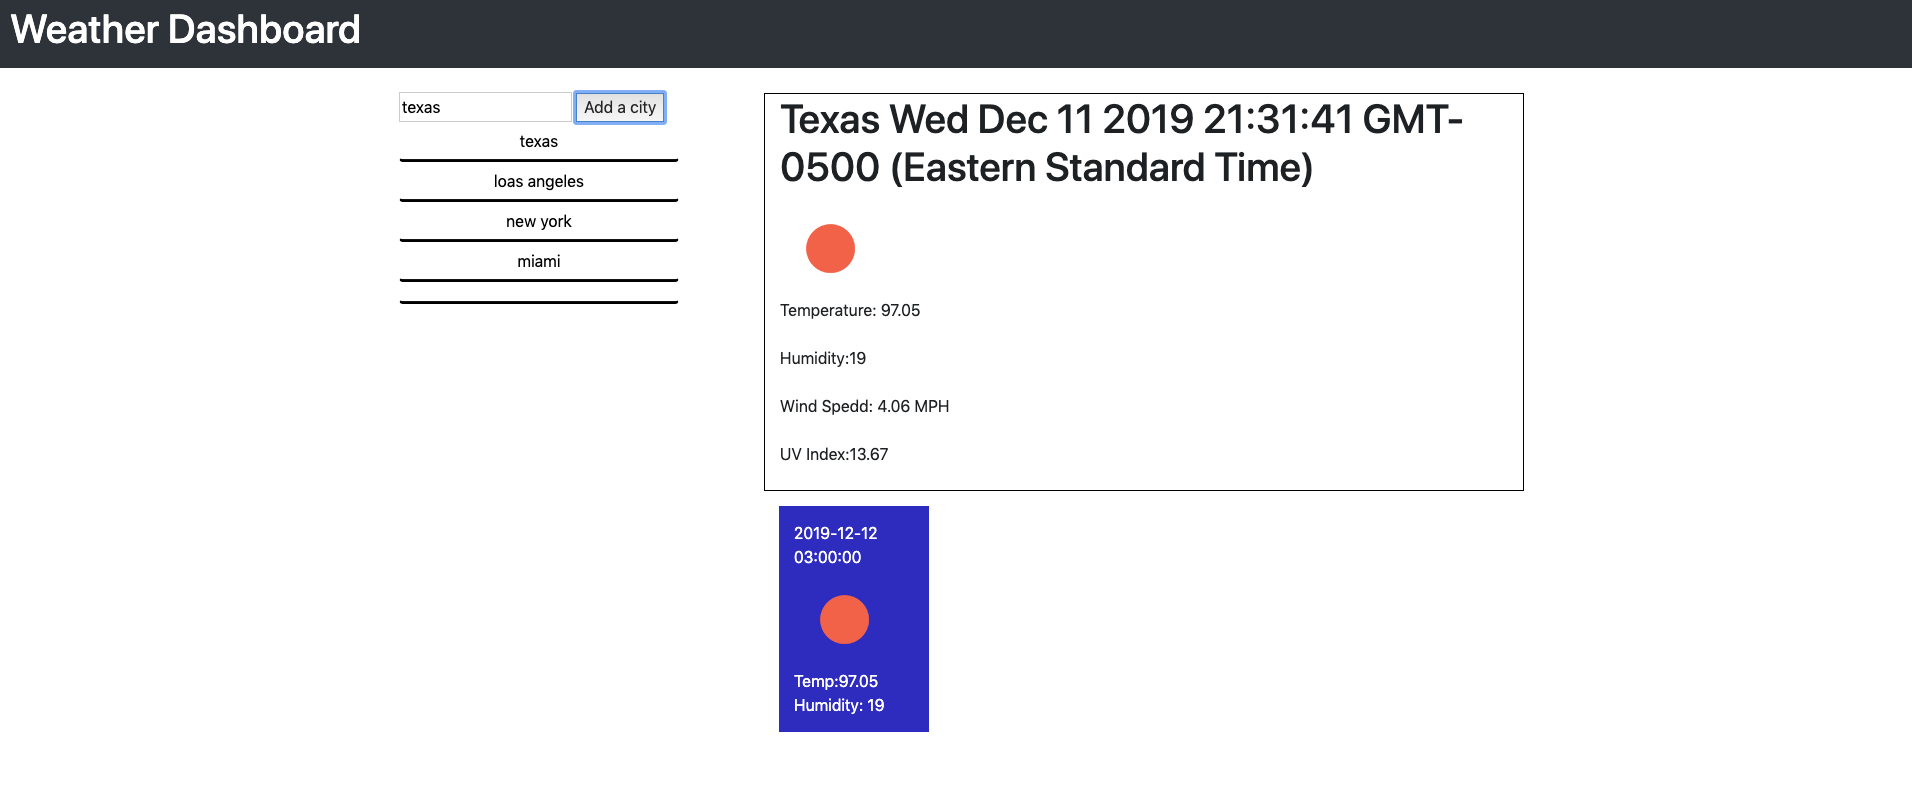 Weather Dashboard
texas
Add a city
texas
loas angeles
new york
miami
Texas Wed Dec 11 2019 21:31:41 GMT-
0500 (Eastern Standard Time)
Temperature: 97.05
Humidity:19
Wind Spedd: 4.06 MPH
UV Index:13.67
2019-12-12
03:00:00
Temp:97.05
Humidity: 19